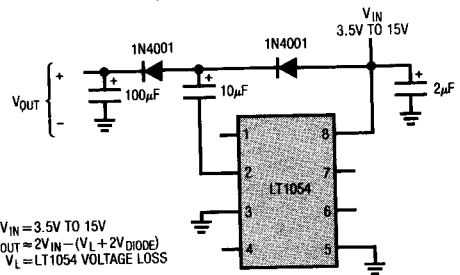 VIN
3.5V TO 15V
1N4001
1N4001
+
+
+
+
VOUT
100µF
10µF
2µF
−
1
8
2
7
LT1054
3
6
4
5
VIN=3.5V TO 15V
OUT≈2VIN−(VL+2VDIODE)
VL=LT1054 VOLTAGE LOSS